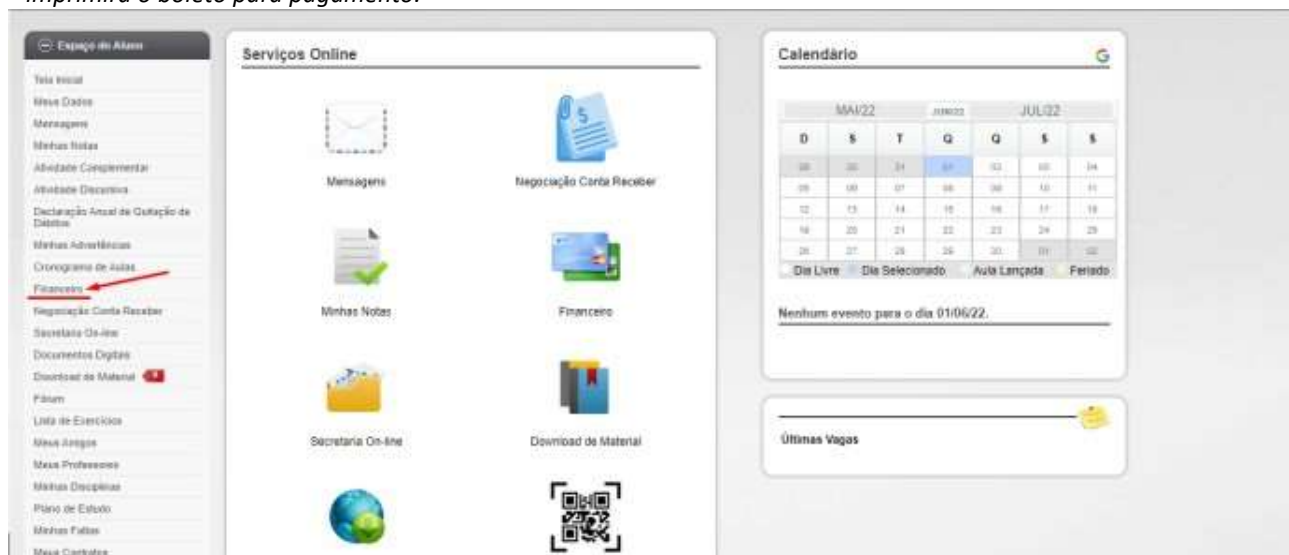 imprimirá o boleto para pagamento.
Espaço do Aluno
Tela Inicial
Meus Dados
Mensagens
Minhas Notas
Atividade Complementar
Atividade Discursiva
Declaração Anual de Quitação de
Débitos
Minhas Advertências
Cronograma de Aulas
Financeiro
Negociação Conta Receber
Secretaria On-line
Documentos Digitais
Download de Material
Fórum
Lista de Exercícios
Meus Amigos
Meus Professores
Minhas Disciplinas
Plano de Estudo
Minhas Faltas
Meus Contratos
Serviços Online
Mensagens
Negociação Conta Receber
Minhas Notas
Financeiro
Secretaria On-line
Download de Material
Calendário
MAI/22 JUN/22 JUL/22
D S T Q Q S S
Dia Livre Dia Selecionado Aula Lançada Feriado
Nenhum evento para o dia 01/06/22.
Últimas Vagas